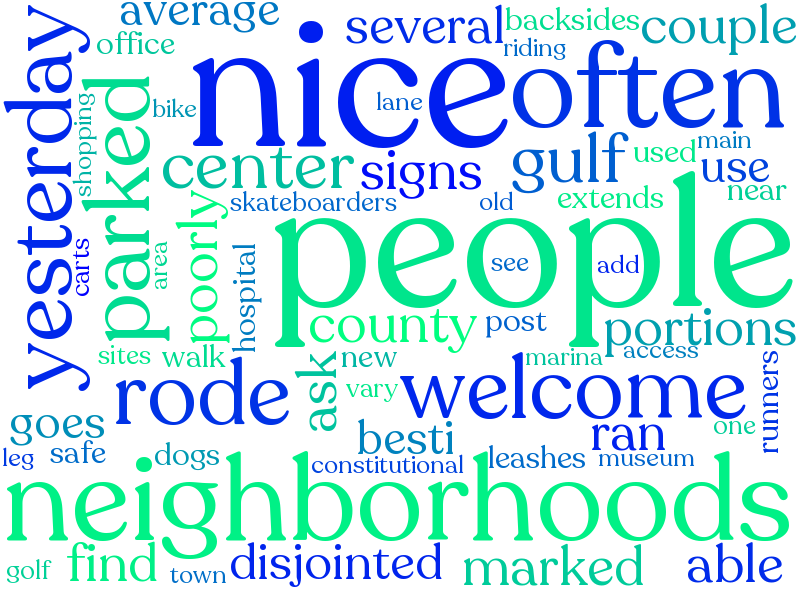 average
several
backsides
couple
office
riding
yesterday
nice
often
shopping
parked
bike
lane
center
signs
gulf
used
main
use
carts
area
poorly
skateboarders
old
extends
near
hospital
people
see
add
county
post
portions
sites
walk
ask
new
marina
access
vary
rode
welcome
runners
goes
besti
ran
one
leg
safe
dogs
constitutional
leashes
museum
neighborhoods
golf
find
town
disjointed
marked
able